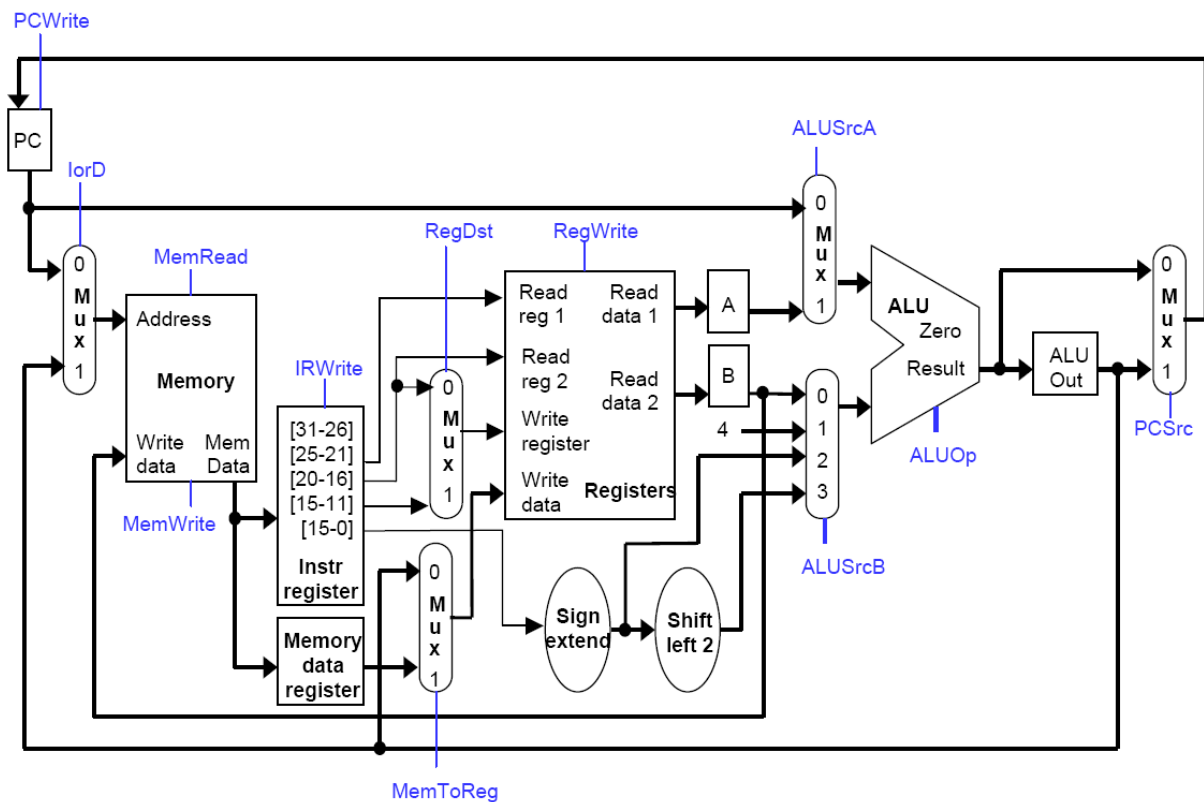 PCWrite
PC
IorD
0
M
u
x
1
MemRead
Address
Memory
Write
data
Mem
Data
MemWrite
IRWrite
[31-26]
[25-21]
[20-16]
[15-11]
[15-0]
Instr
register
Memory
data
register
RegDst
0
M
u
x
1
0
M
u
x
1
MemToReg
RegWrite
Read
reg 1
Read
data 1
Read
reg 2
Read
data 2
Write
register
Write
data
Registers
Sign
extend
Shift
left 2
A
B
4
ALUSrcA
0
M
u
x
1
0
1
2
3
ALUSrcB
ALU
Zero
Result
ALUOp
ALU
Out
0
M
u
x
1
PCSrc